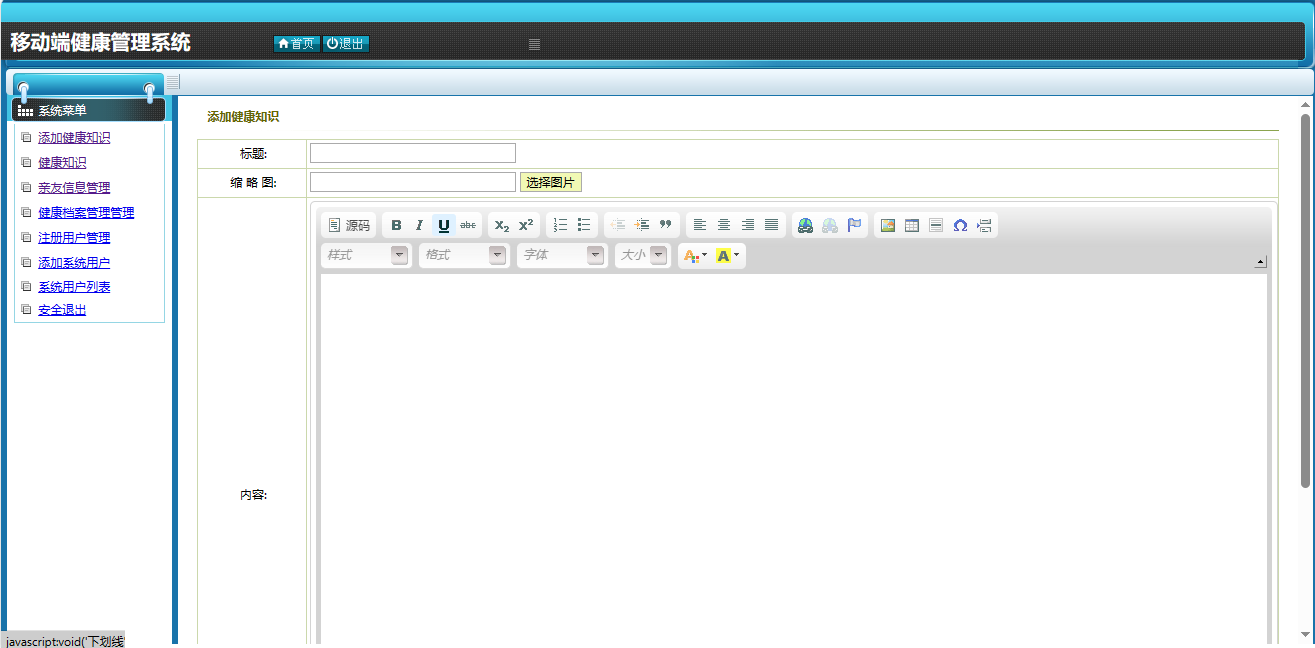 移动端健康管理系统
首页 退出
系统菜单
添加健康知识
健康知识
亲友信息管理
健康档案管理管理
注册用户管理
添加系统用户
系统用户列表
安全退出
添加健康知识
标题:
缩 略 图: 选择图片
源码 B I U abc X₂ X²
样式 格式 字体 大小 A A
内容:
javascript:void('下划线'